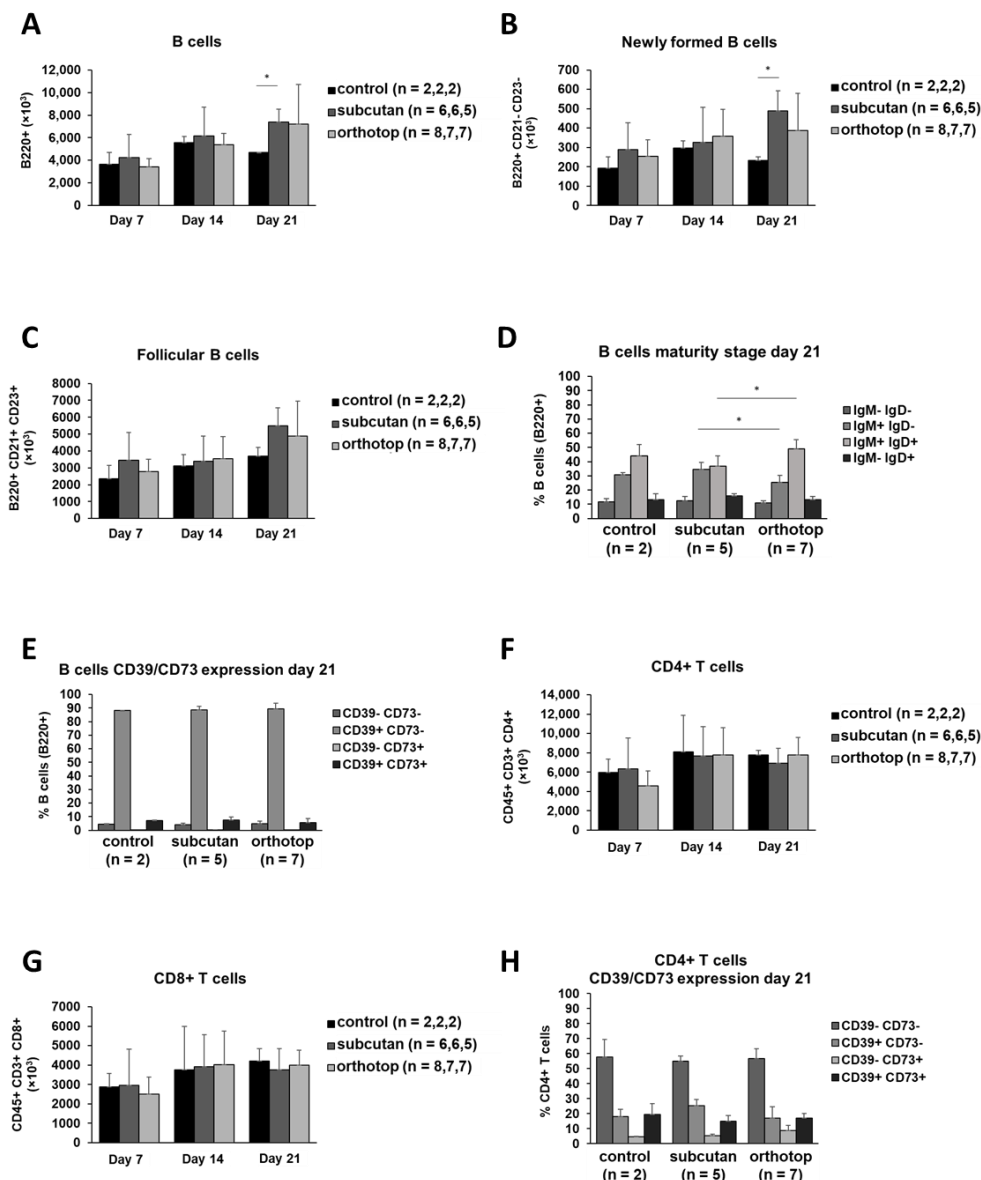 A
B cells
B220+ (×10³)
12,000
10,000
8,000
6,000
4,000
2,000
0
*
Day 7 Day 14 Day 21
control (n = 2,2,2)
subcutan (n = 6,6,5)
orthotop (n = 8,7,7)
B
Newly formed B cells
B220+ CD21- CD23-
(×10³)
700
600
500
400
300
200
100
0
*
Day 7 Day 14 Day 21
control (n = 2,2,2)
subcutan (n = 6,6,5)
orthotop (n = 8,7,7)
C
Follicular B cells
B220+ CD21+ CD23+
(×10³)
8000
7000
6000
5000
4000
3000
2000
1000
0
Day 7 Day 14 Day 21
control (n = 2,2,2)
subcutan (n = 6,6,5)
orthotop (n = 8,7,7)
D
B cells maturity stage day 21
% B cells (B220+)
100
90
80
70
60
50
40
30
20
10
0
*
*
control subcutan orthotop
(n = 2) (n = 5) (n = 7)
IgM- IgD-
IgM+ IgD-
IgM+ IgD+
IgM- IgD+
E
B cells CD39/CD73 expression day 21
% B cells (B220+)
100
90
80
70
60
50
40
30
20
10
0
control subcutan orthotop
(n = 2) (n = 5) (n = 7)
CD39- CD73-
CD39+ CD73-
CD39- CD73+
CD39+ CD73+
F
CD4+ T cells
CD45+ CD3+ CD4+
(×10³)
14,000
12,000
10,000
8,000
6,000
4,000
2,000
0
Day 7 Day 14 Day 21
control (n = 2,2,2)
subcutan (n = 6,6,5)
orthotop (n = 8,7,7)
G
CD8+ T cells
CD45+ CD3+ CD8+
(×10³)
7000
6000
5000
4000
3000
2000
1000
0
Day 7 Day 14 Day 21
control (n = 2,2,2)
subcutan (n = 6,6,5)
orthotop (n = 8,7,7)
H
CD4+ T cells
CD39/CD73 expression day 21
% CD4+ T cells
100
90
80
70
60
50
40
30
20
10
0
control subcutan orthotop
(n = 2) (n = 5) (n = 7)
CD39- CD73-
CD39+ CD73-
CD39- CD73+
CD39+ CD73+